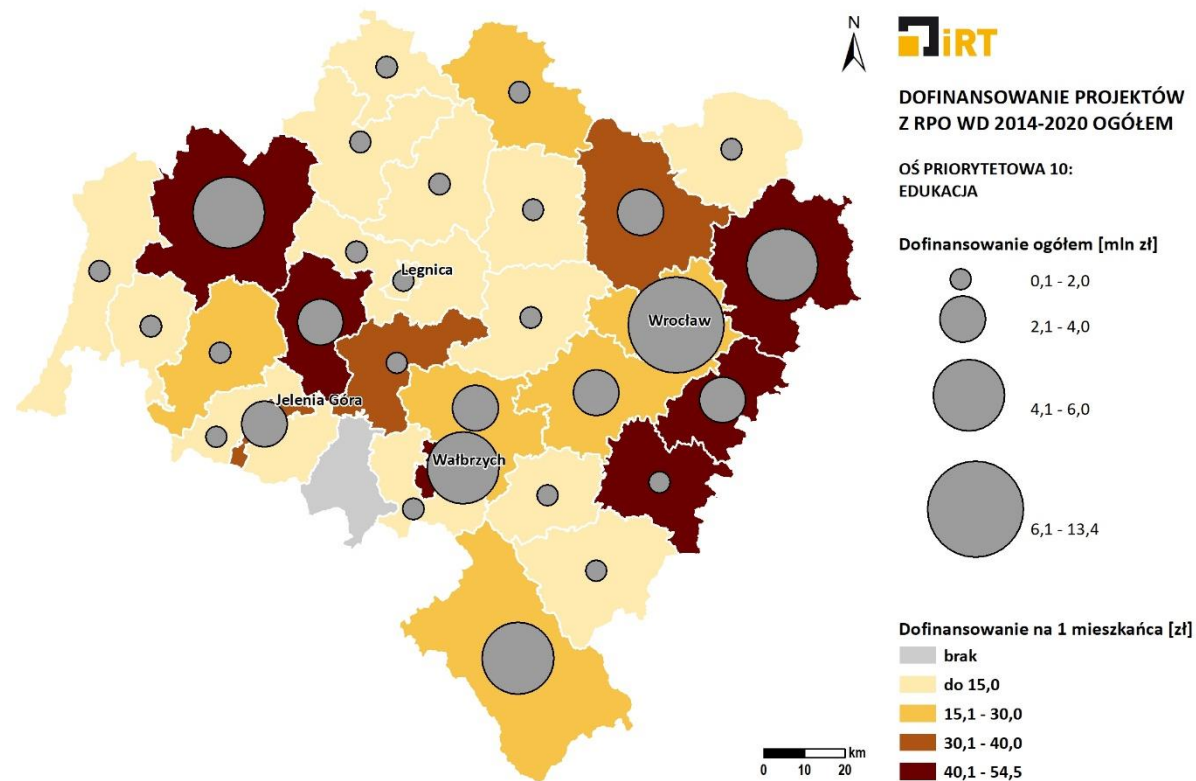 N
iRT
DOFINANSOWANIE PROJEKTÓW
Z RPO WD 2014-2020 OGÓŁEM
OŚ PRIORYTETOWA 10:
EDUKACJA
Dofinansowanie ogółem [mln zł]
0,1 - 2,0
2,1 - 4,0
4,1 - 6,0
6,1 - 13,4
Dofinansowanie na 1 mieszkańca [zł]
brak
do 15,0
15,1 - 30,0
30,1 - 40,0
40,1 - 54,5
Legnica
Wrocław
Jelenia Góra
Wałbrzych
km
0 10 20